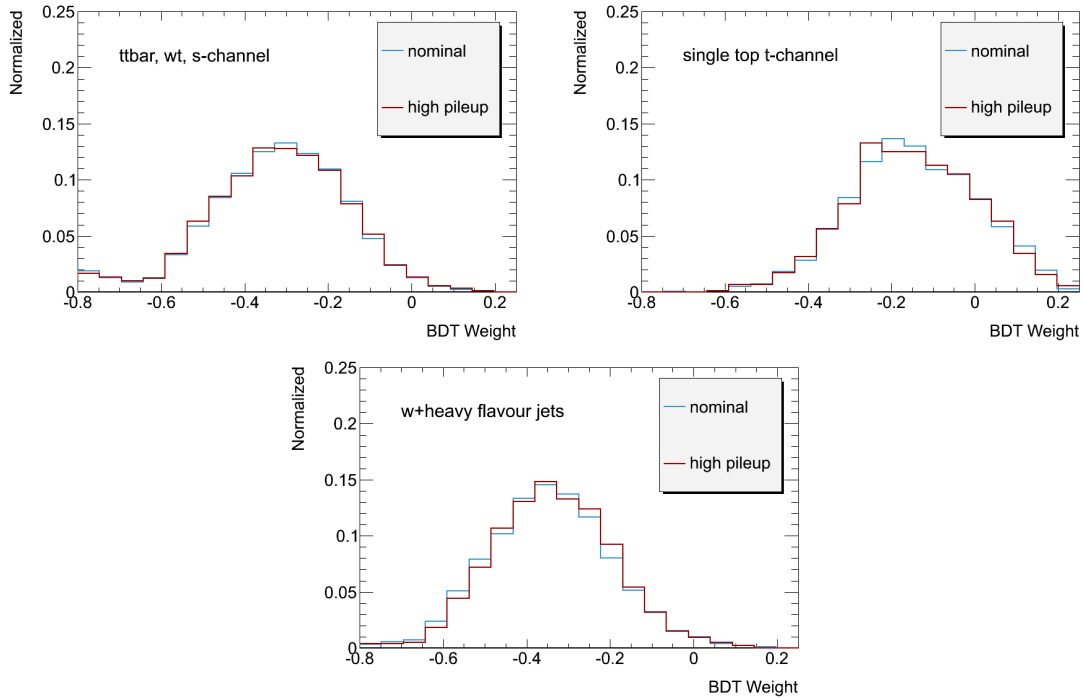 Normalized
0.25
0.2
0.15
0.1
0.05
0
ttbar, wt, s-channel
nominal
high pileup
-0.8 -0.6 -0.4 -0.2 0 0.2
BDT Weight
Normalized
0.25
0.2
0.15
0.1
0.05
0
single top t-channel
nominal
high pileup
-0.8 -0.6 -0.4 -0.2 0 0.2
BDT Weight
Normalized
0.25
0.2
0.15
0.1
0.05
0
w+heavy flavour jets
nominal
high pileup
-0.8 -0.6 -0.4 -0.2 0 0.2
BDT Weight